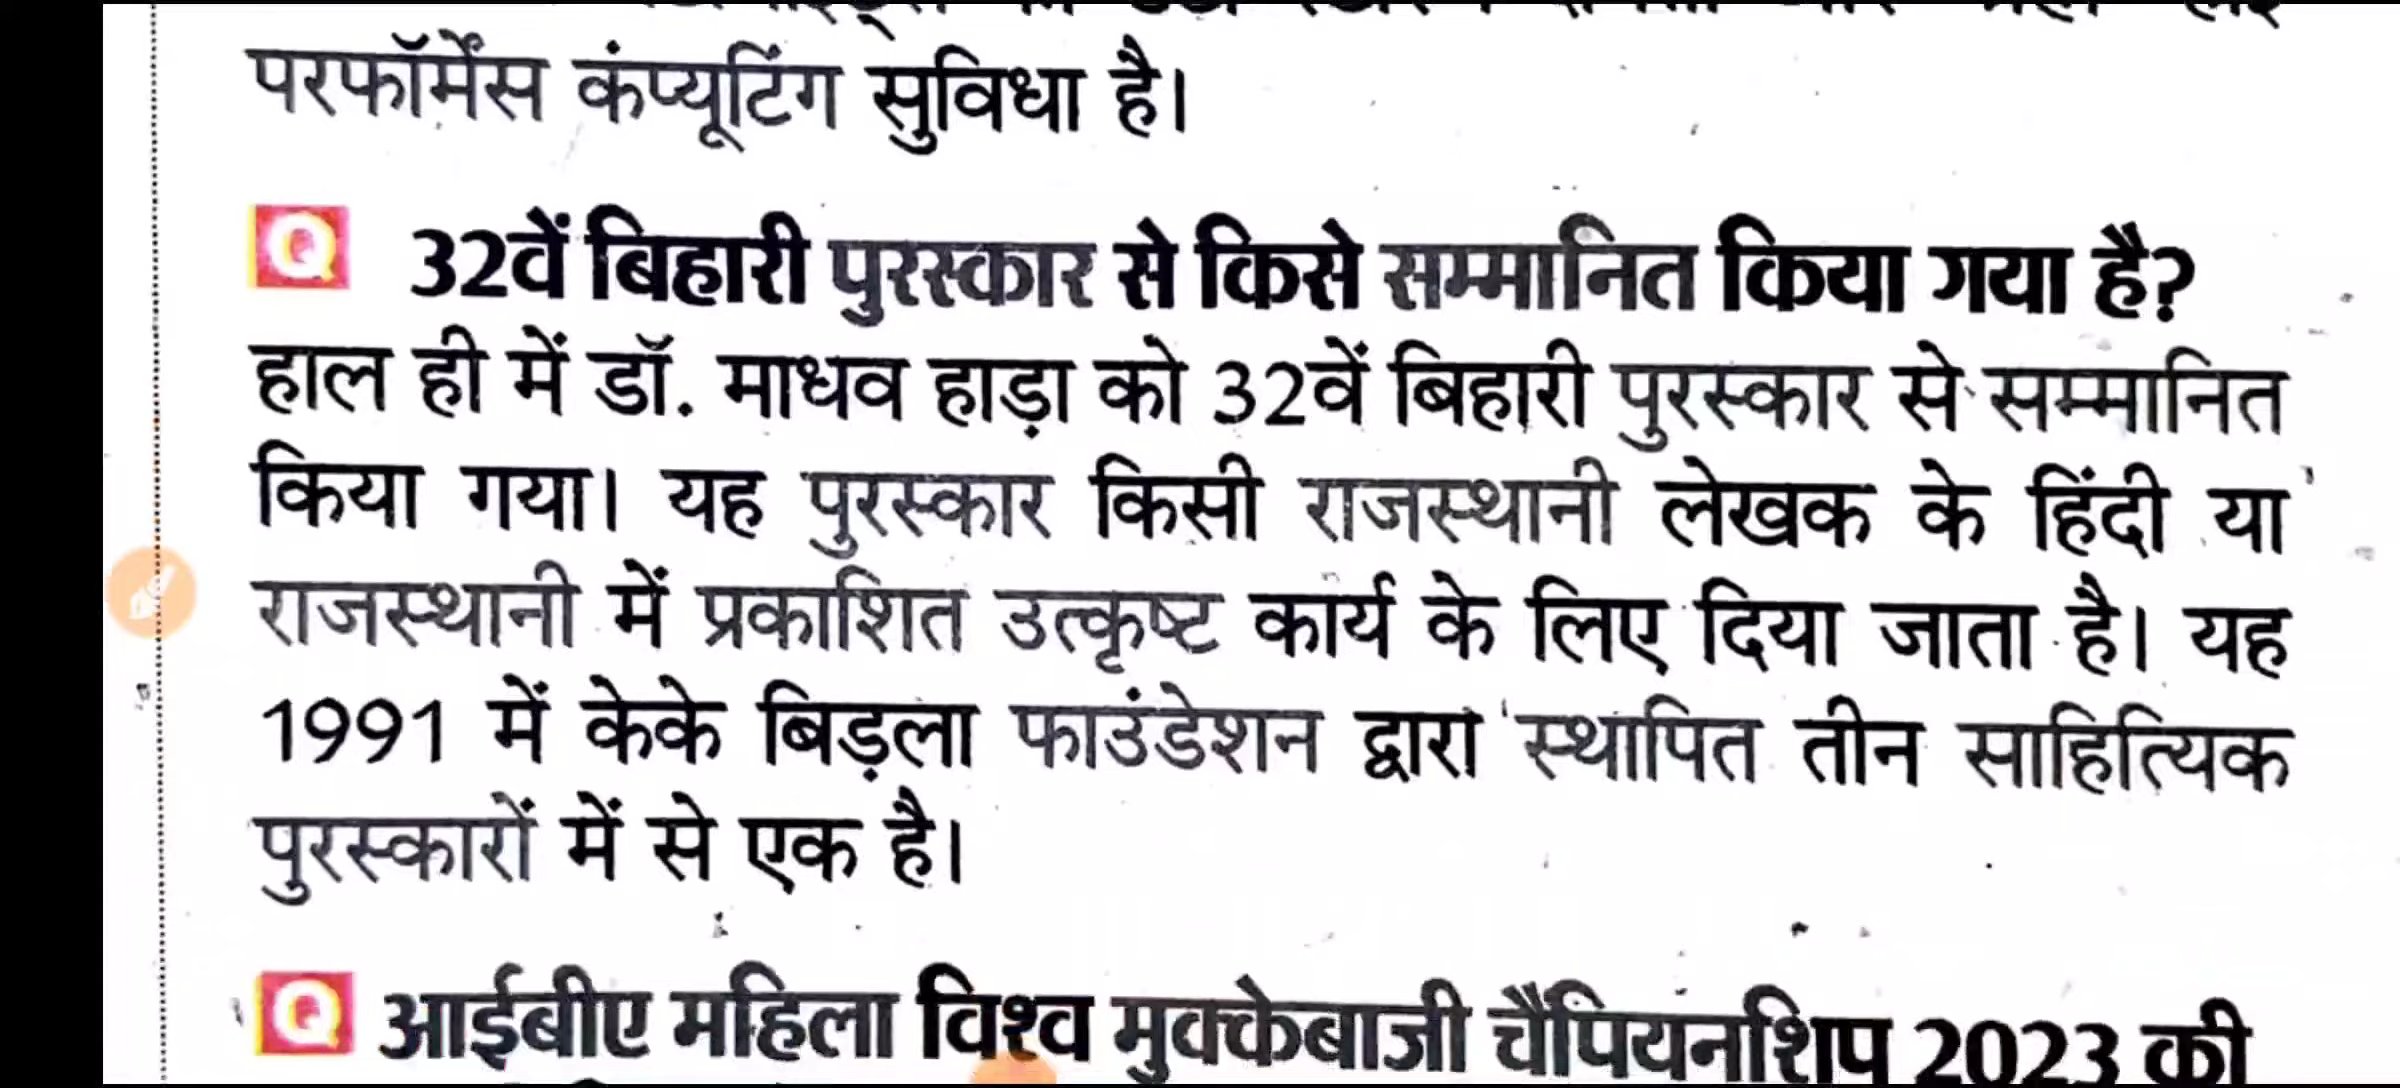 परफॉर्मेंस कंप्यूटिंग सुविधा है।
Q 32वें बिहारी पुरस्कार से किसे सम्मानित किया गया है?
हाल ही में डॉ. माधव हाड़ा को 32वें बिहारी पुरस्कार से सम्मानित
किया गया। यह पुरस्कार किसी राजस्थानी लेखक के हिंदी या
राजस्थानी में प्रकाशित उत्कृष्ट कार्य के लिए दिया जाता है। यह
1991 में केके बिड़ला फाउंडेशन द्वारा स्थापित तीन साहित्यिक
पुरस्कारों में से एक है।
Q आईबीए महिला विश्व मुक्केबाजी चैंपियनशिप 2023 की